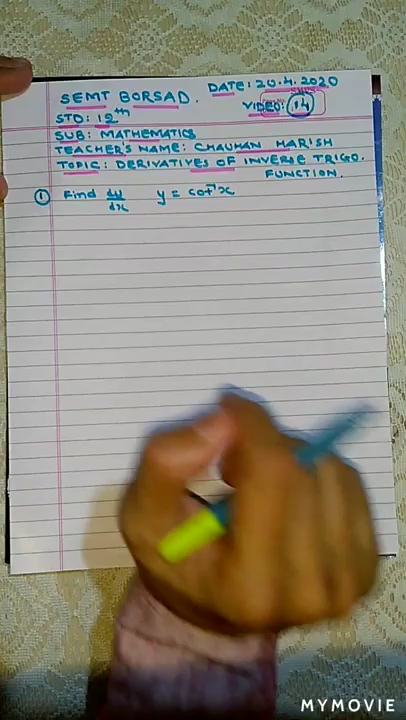 SEMT BORSAD. DATE: 20.4.2020
STD: 12th VIDEO: 14
SUB: MATHEMATICS
TEACHER'S NAME: CHAUHAN HARISH
TOPIC: DERIVATIVES OF INVERSE TRIGO.
FUNCTION.
① Find dy/dx y = cot⁻¹x
MYMOVIE